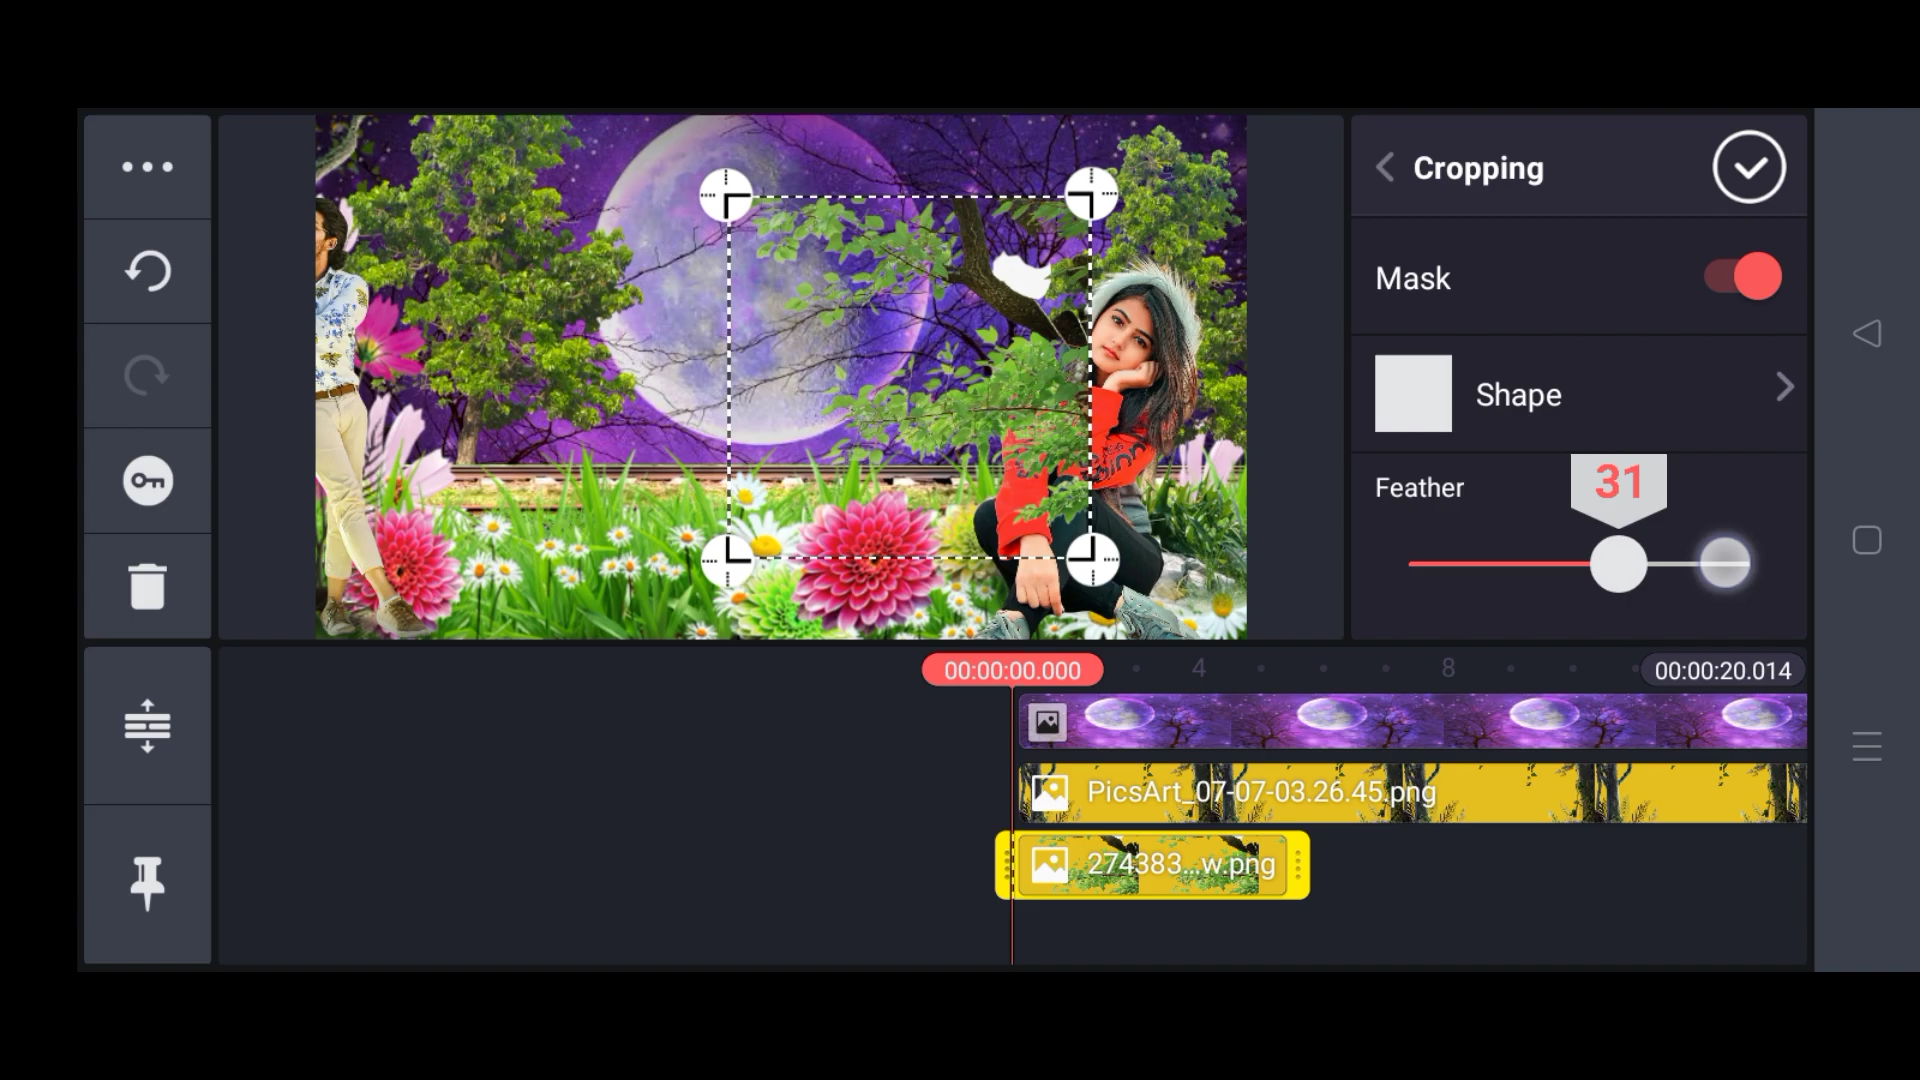 Cropping
Mask
Shape
Feather
31
00:00:00.000
4
8
00:00:20.014
PicsArt_07-07-03.26.45.png
274383...w.png